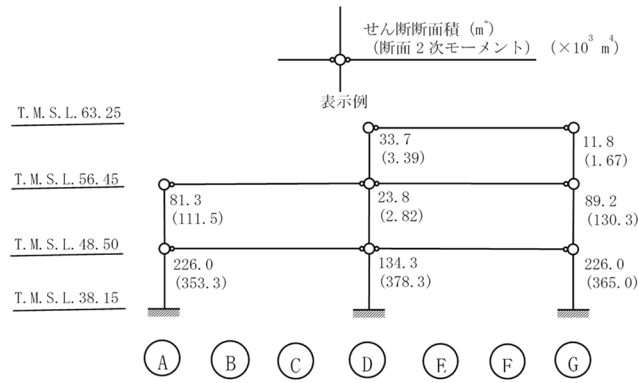 せん断断面積 (m²)
(断面2次モーメント) (×10³ m⁴)
表示例
T.M.S.L.63.25
33.7
(3.39)
11.8
(1.67)
T.M.S.L.56.45
81.3
(111.5)
23.8
(2.82)
89.2
(130.3)
T.M.S.L.48.50
226.0
(353.3)
134.3
(378.3)
226.0
(365.0)
T.M.S.L.38.15
A B C D E F G